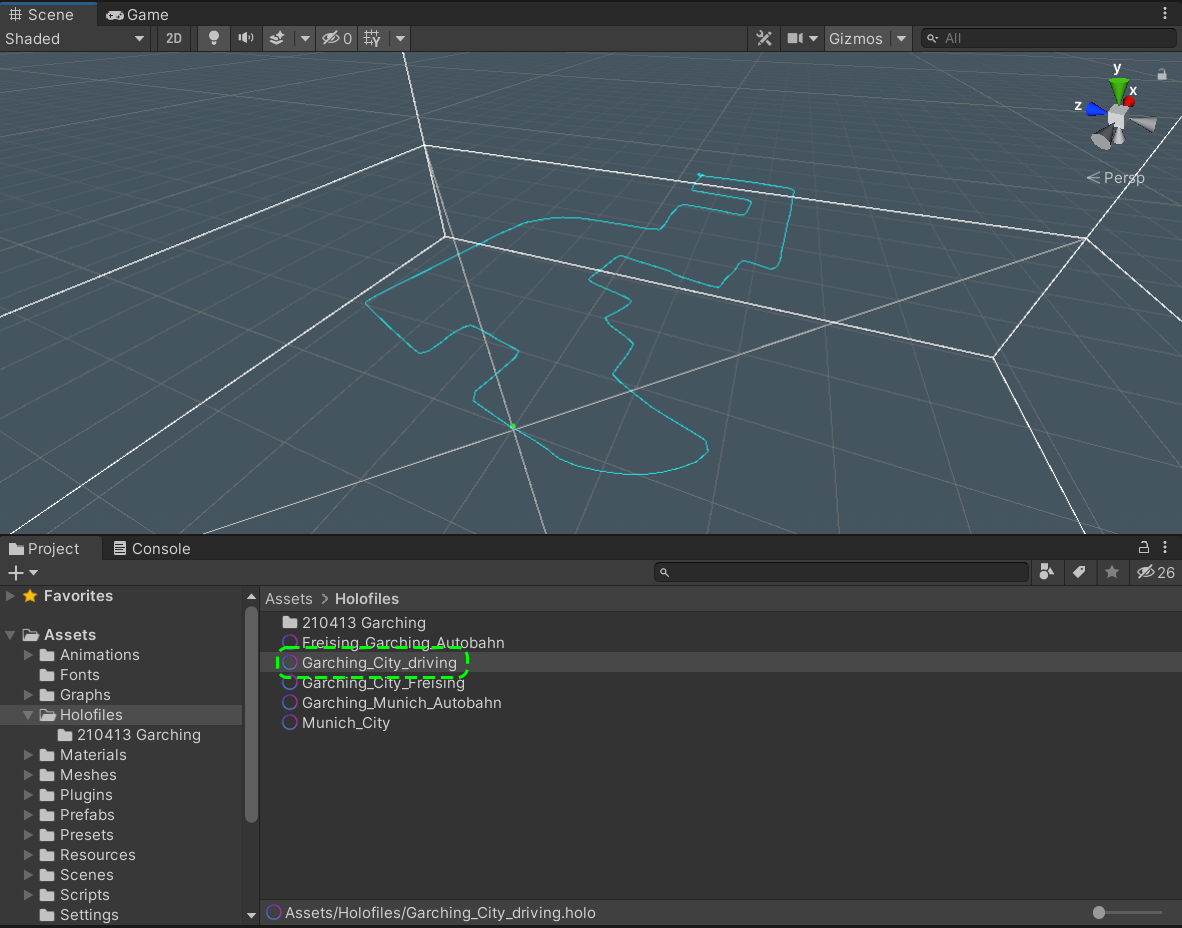 Scene Game
Shaded 2D 0 Gizmos All
y
x
z
Persp
Project Console
26
Favorites
Assets
Animations
Fonts
Graphs
Holofiles
210413 Garching
Materials
Meshes
Plugins
Prefabs
Presets
Resources
Scenes
Scripts
Settings
Assets > Holofiles
210413 Garching
Freising_Garching_Autobahn
Garching_City_driving
Garching_City_Freising
Garching_Munich_Autobahn
Munich_City
Assets/Holofiles/Garching_City_driving.holo